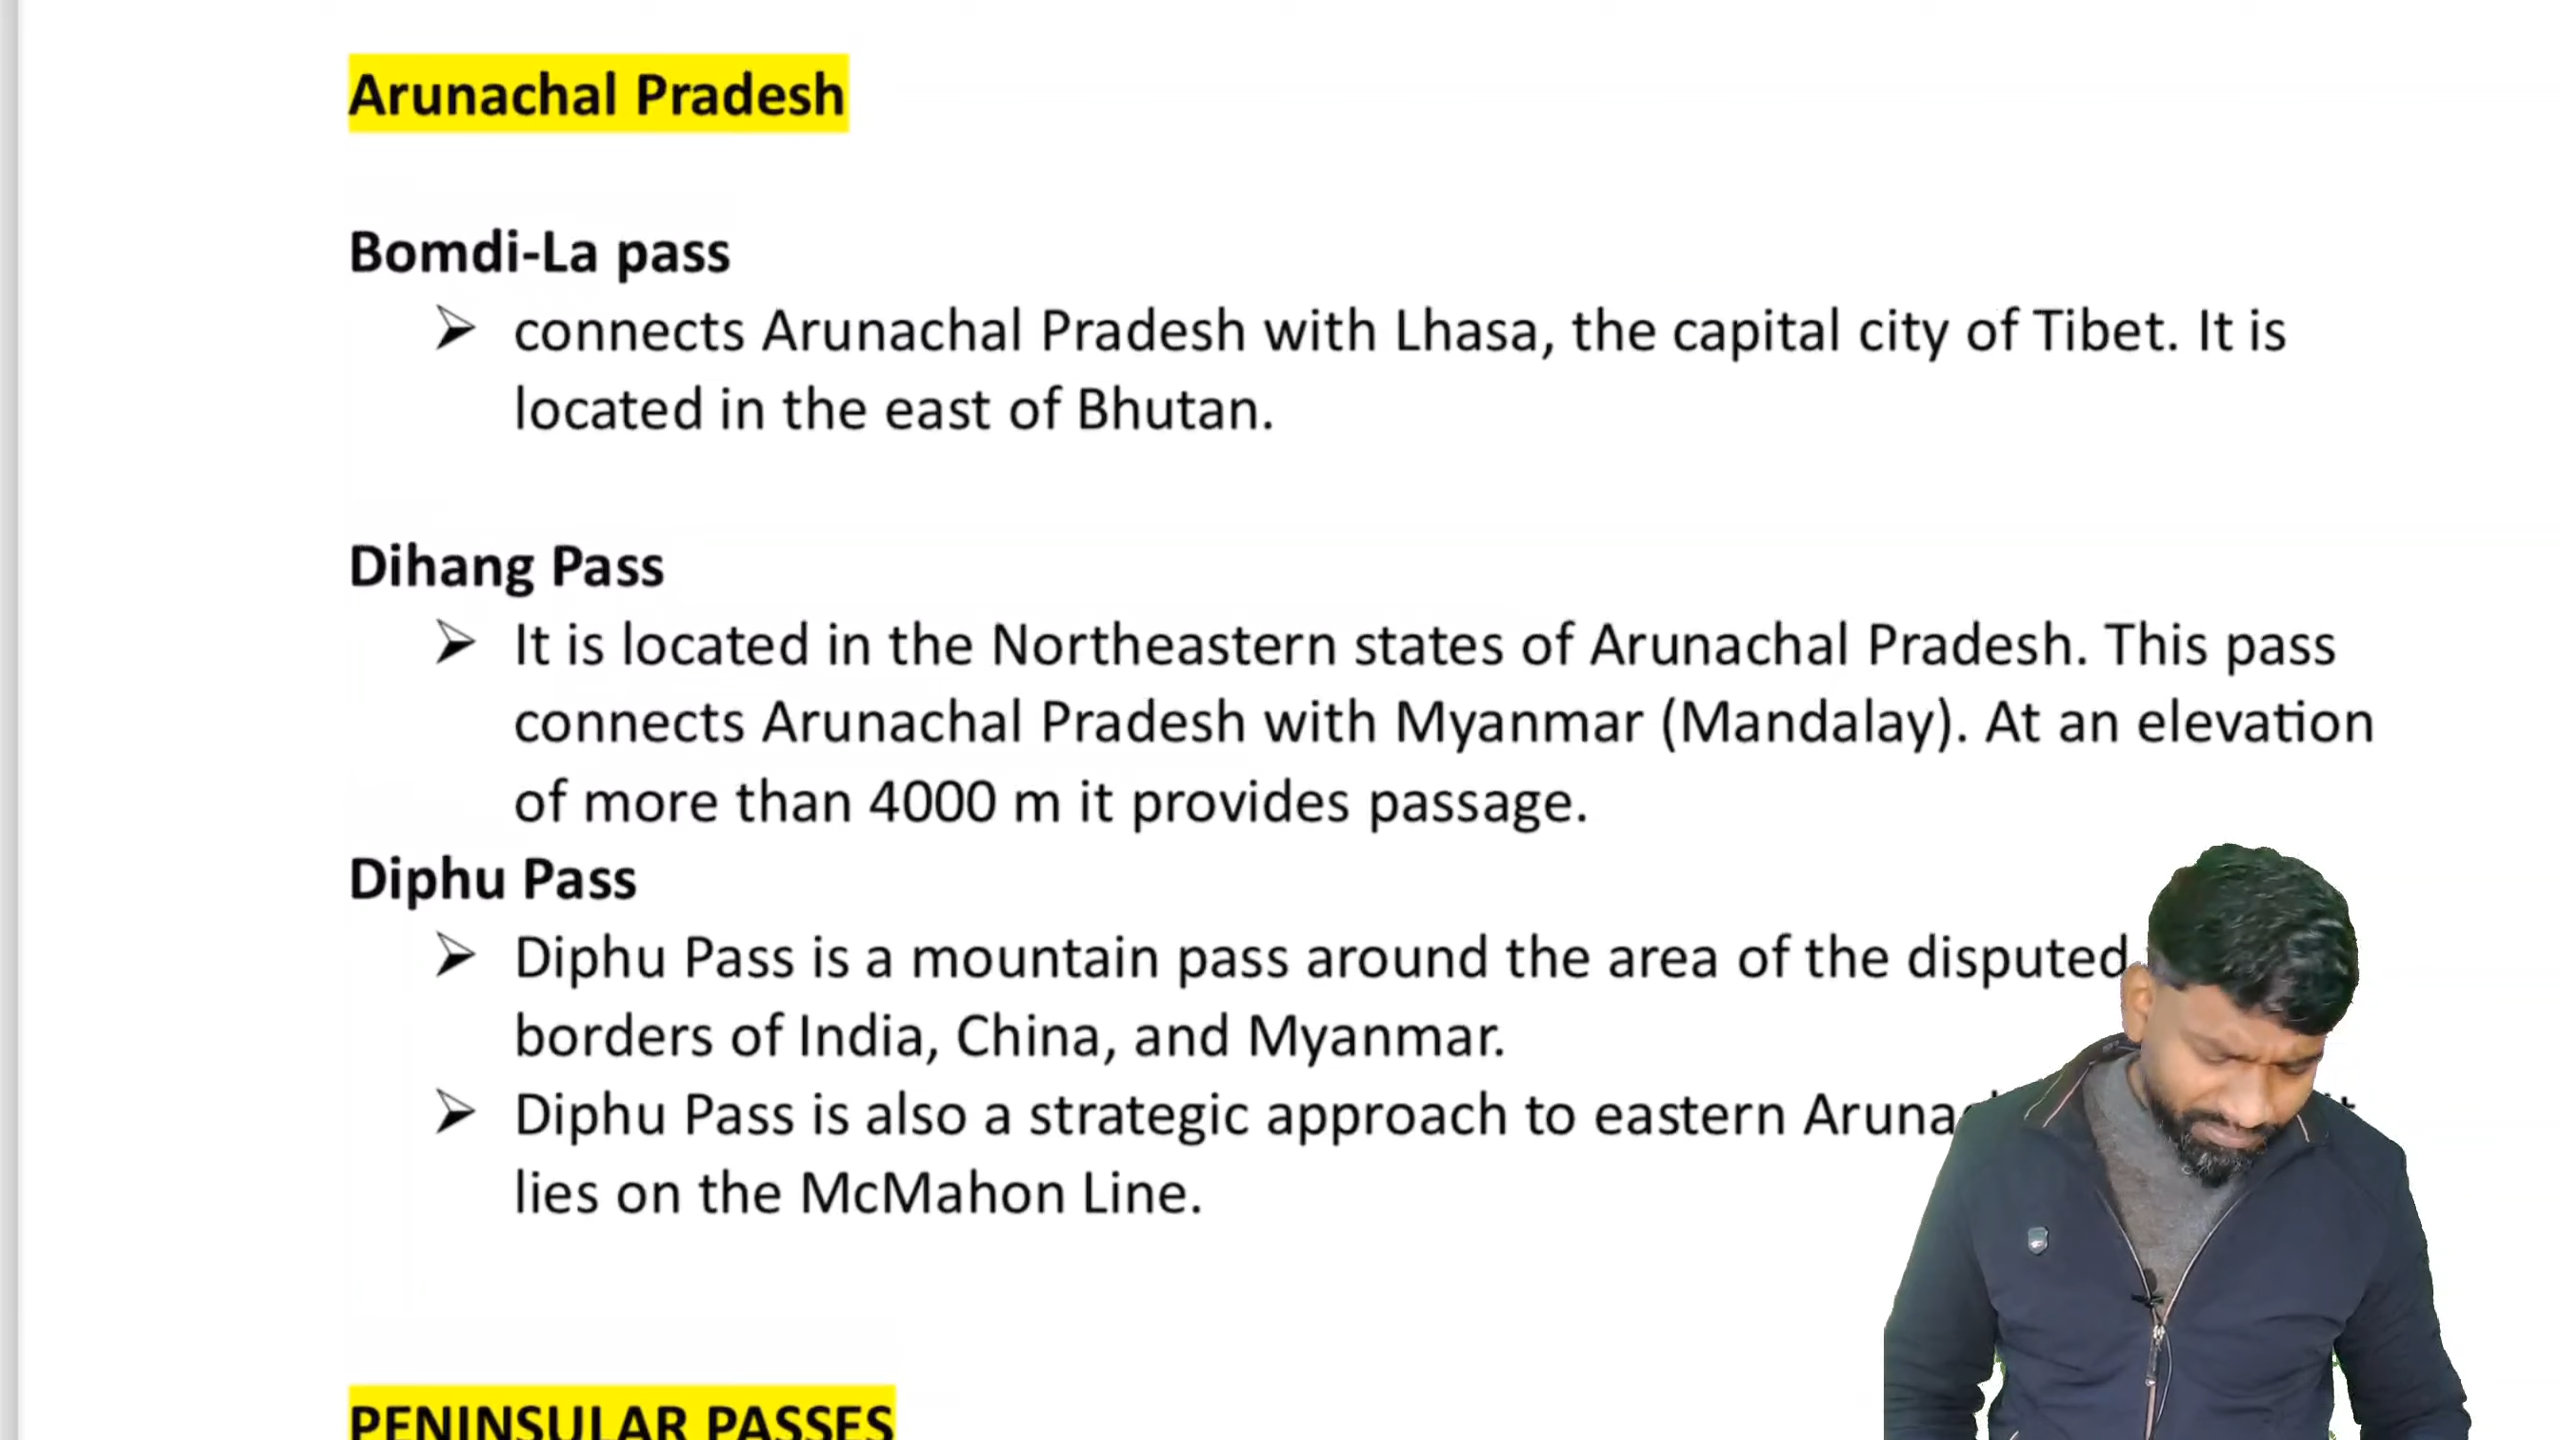 Arunachal Pradesh
Bomdi-La pass
➢ connects Arunachal Pradesh with Lhasa, the capital city of Tibet. It is
located in the east of Bhutan.
Dihang Pass
➢ It is located in the Northeastern states of Arunachal Pradesh. This pass
connects Arunachal Pradesh with Myanmar (Mandalay). At an elevation
of more than 4000 m it provides passage.
Diphu Pass
➢ Diphu Pass is a mountain pass around the area of the disputed
borders of India, China, and Myanmar.
➢ Diphu Pass is also a strategic approach to eastern
lies on the McMahon Line.
PENINSULAR PASSES